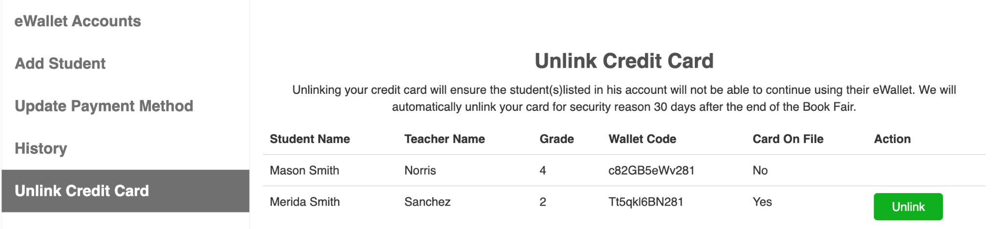 eWallet Accounts
Add Student
Update Payment Method
History
Unlink Credit Card
Unlink Credit Card
Unlinking your credit card will ensure the student(s)listed in his account will not be able to continue using their eWallet. We will
automatically unlink your card for security reason 30 days after the end of the Book Fair.
Student Name Teacher Name Grade Wallet Code Card On File Action
Mason Smith Norris 4 c82GB5eWv281 No
Merida Smith Sanchez 2 Tt5qkl6BN281 Yes Unlink